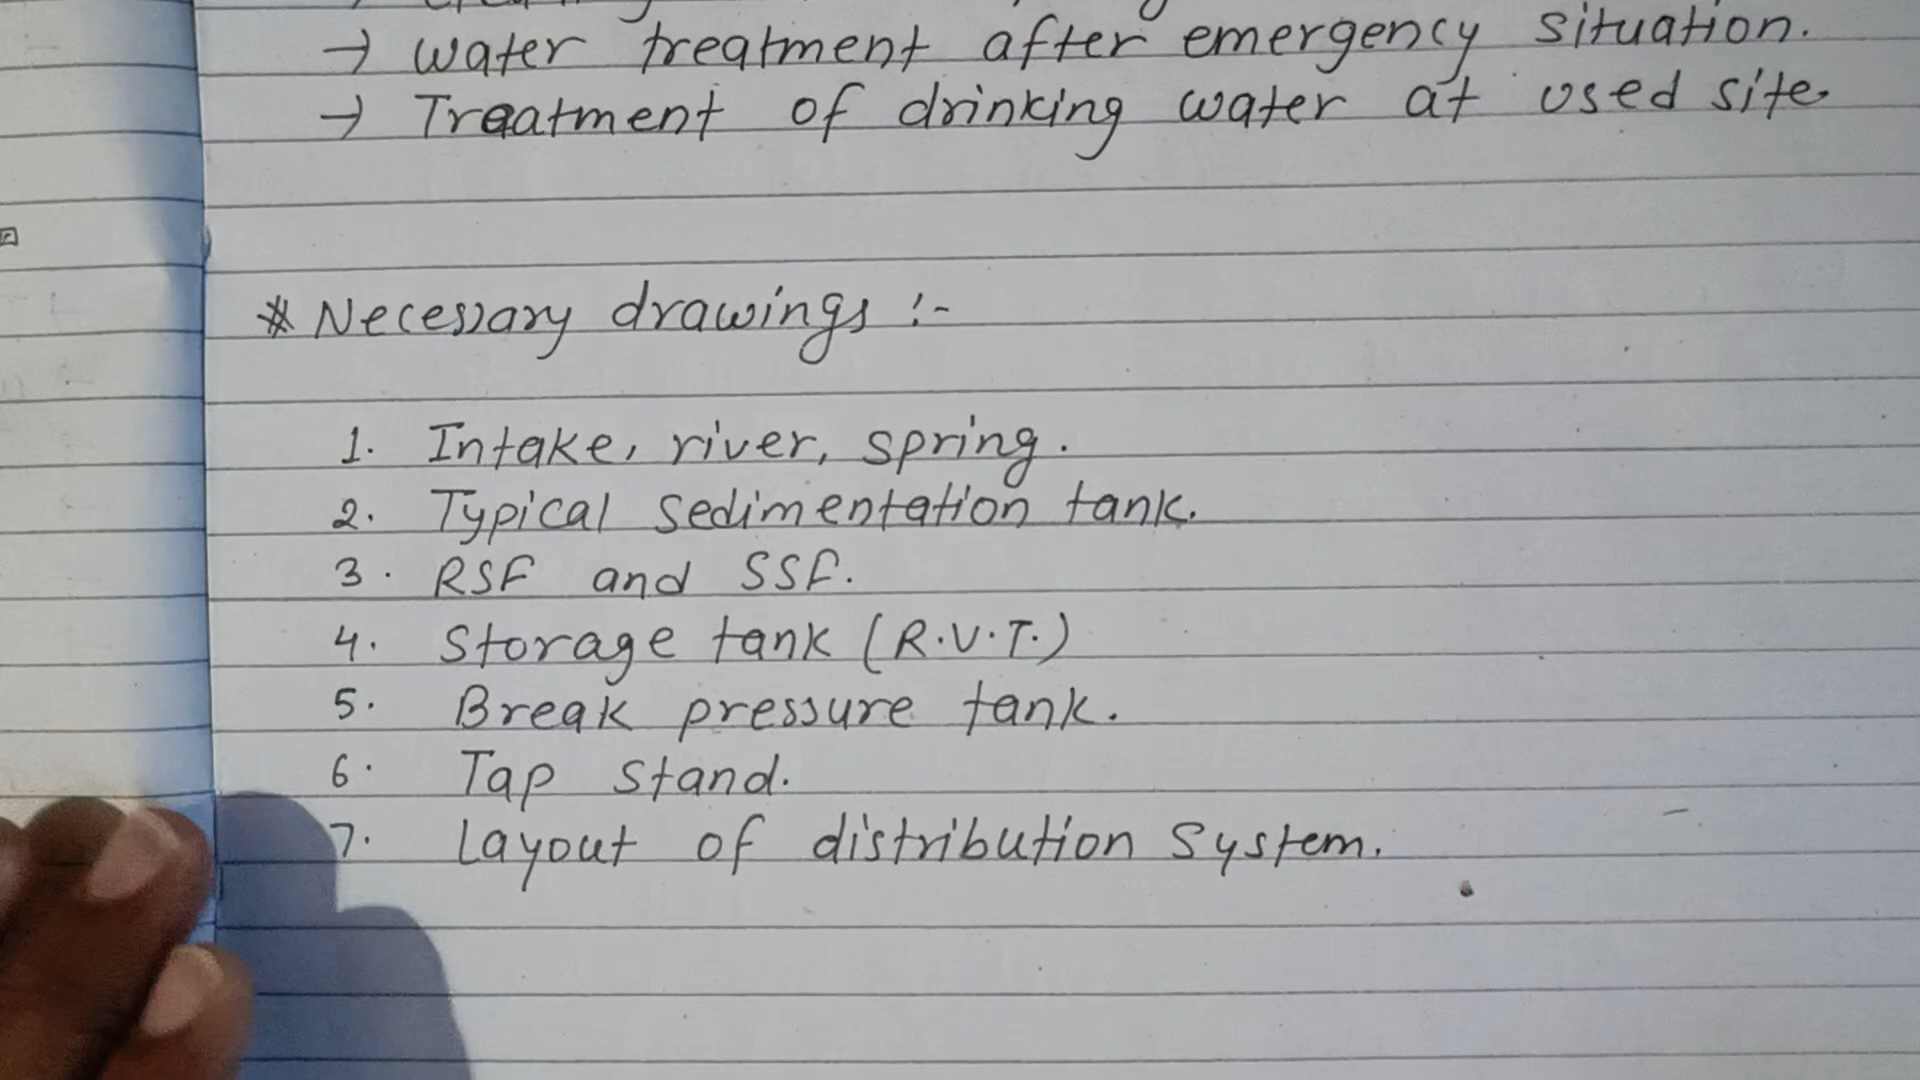 → Water treatment after emergency situation.
→ Treatment of drinking water at used site.
* Necessary drawings :-
1. Intake, river, spring.
2. Typical sedimentation tank.
3. RSF and SSF.
4. Storage tank (R.V.T.)
5. Break pressure tank.
6. Tap stand.
7. Layout of distribution system.